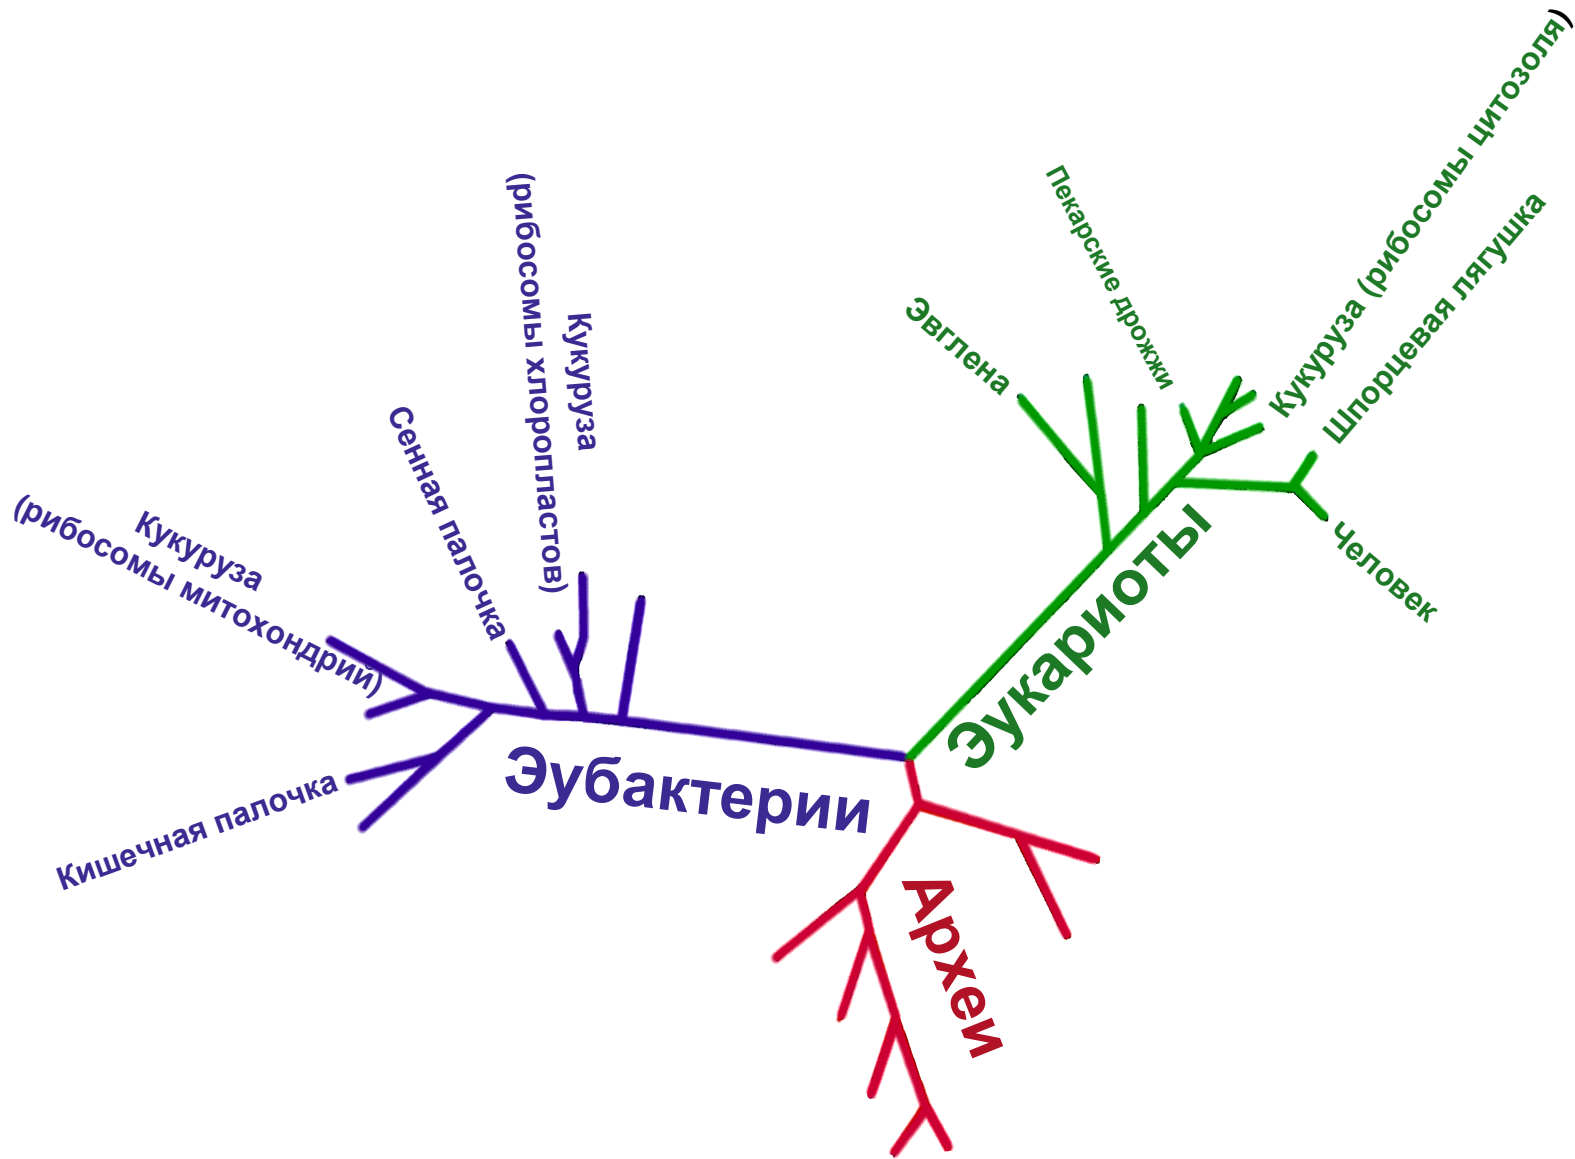 Кукуруза
(рибосомы митохондрий)
Сенная палочка
Кукуруза
(рибосомы хлоропластов)
Кишечная палочка
Эубактерии
Эвглена
Пекарские дрожжи
Кукуруза (рибосомы цитозоля)
Шпорцевая лягушка
Человек
Эукариоты
Археи